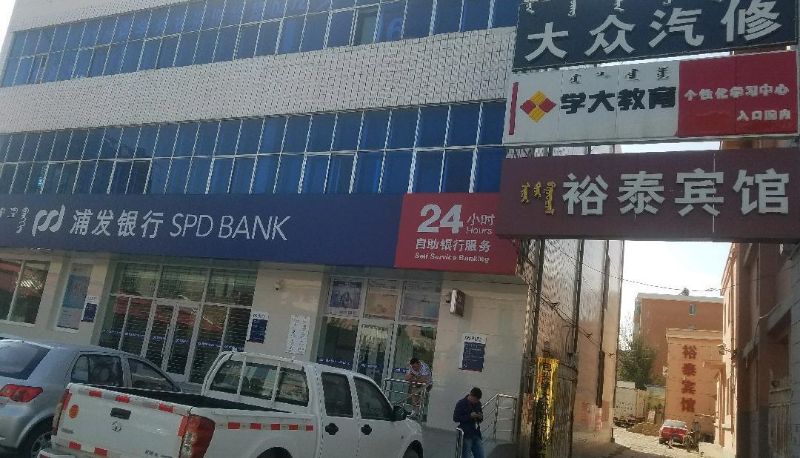 大众汽修
学大教育
个性化学习中心
入口院内
裕泰宾馆
浦发银行 SPD BANK
24小时
Hours
自助银行服务
Self Service Banking
裕泰宾馆